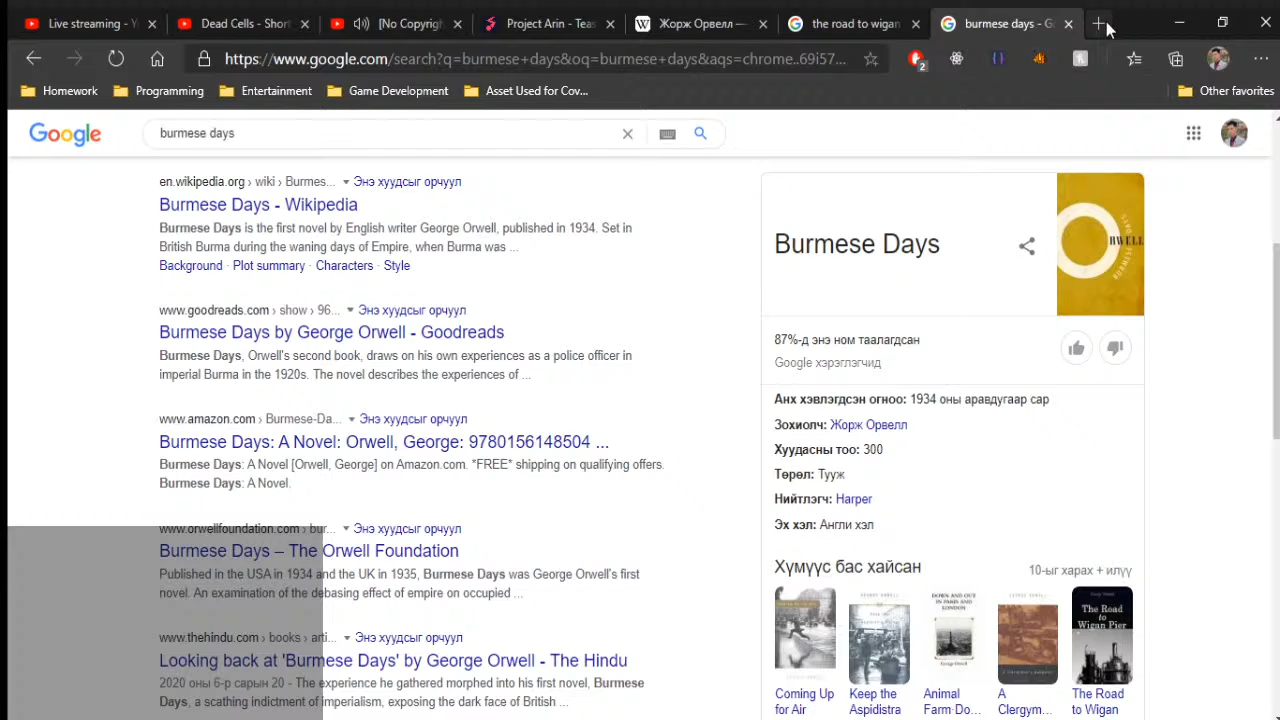 Live streaming - Y
Dead Cells - Short
[No Copyrigh
Project Arin - Teas
Жорж Орвелл —
the road to wigan
burmese days - G
https://www.google.com/search?q=burmese+days&oq=burmese+days&aqs=chrome..69i57...
2
Homework
Programming
Entertainment
Game Development
Asset Used for Cov...
Other favorites
Google
burmese days
en.wikipedia.org › wiki › Burmes... Энэ хуудсыг орчуул
Burmese Days - Wikipedia
Burmese Days is the first novel by English writer George Orwell, published in 1934. Set in
British Burma during the waning days of Empire, when Burma was ...
Background · Plot summary · Characters · Style
www.goodreads.com › show › 96... Энэ хуудсыг орчуул
Burmese Days by George Orwell - Goodreads
Burmese Days, Orwell's second book, draws on his own experiences as a police officer in
imperial Burma in the 1920s. The novel describes the experiences of ...
www.amazon.com › Burmese-Da... Энэ хуудсыг орчуул
Burmese Days: A Novel: Orwell, George: 9780156148504 ...
Burmese Days: A Novel [Orwell, George] on Amazon.com. *FREE* shipping on qualifying offers.
Burmese Days: A Novel.
www.orwellfoundation.com › bur... Энэ хуудсыг орчуул
Burmese Days – The Orwell Foundation
Published in the USA in 1934 and the UK in 1935, Burmese Days was George Orwell's first
novel. An examination of the debasing effect of empire on occupied ...
www.thehindu.com › books › arti... Энэ хуудсыг орчуул
Looking back at 'Burmese Days' by George Orwell - The Hindu
2020 оны - experience he gathered morphed into his first novel, Burmese
Days, a scathing indictment of imperialism, exposing the dark face of British ...
Burmese Days
BWELL
BURMESE DAYS
87%-д энэ ном таалагдсан
Google хэрэглэгчид
Анх хэвлэгдсэн огноо: 1934 оны аравдугаар сар
Зохиолч: Жорж Орвелл
Хуудасны тоо: 300
Төрөл: Тууж
Нийтлэгч: Harper
Эх хэл: Англи хэл
Хүмүүс бас хайсан
10-ыг харах + илүү
DOWN AND OUT
IN PARIS AND
LONDON
George Orwell
The Road
to
Wigan Pier
Coming Up
for Air
Keep the
Aspidistra
Animal
Farm·Do...
A
Clergym...
The Road
to Wigan